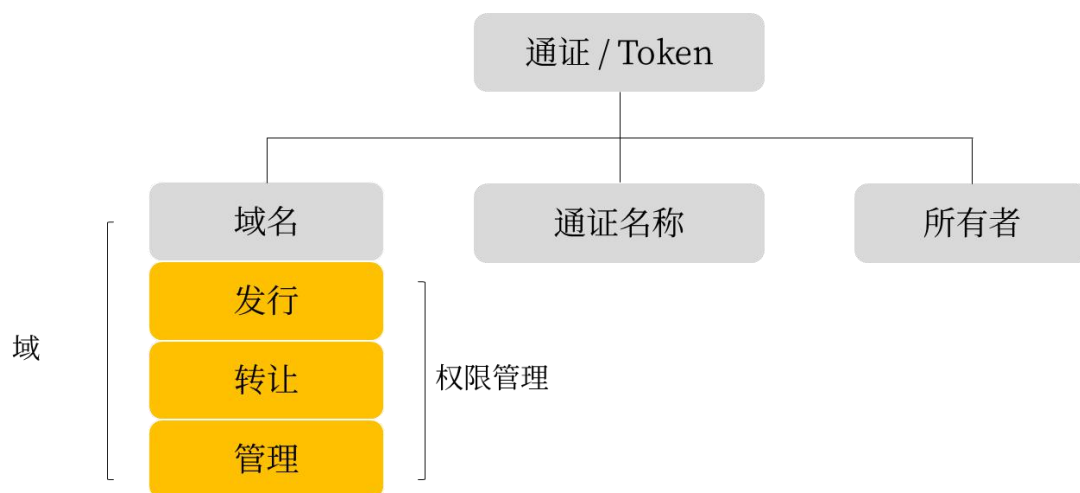 通证 / Token
域名
通证名称
所有者
发行
域
转让
权限管理
管理